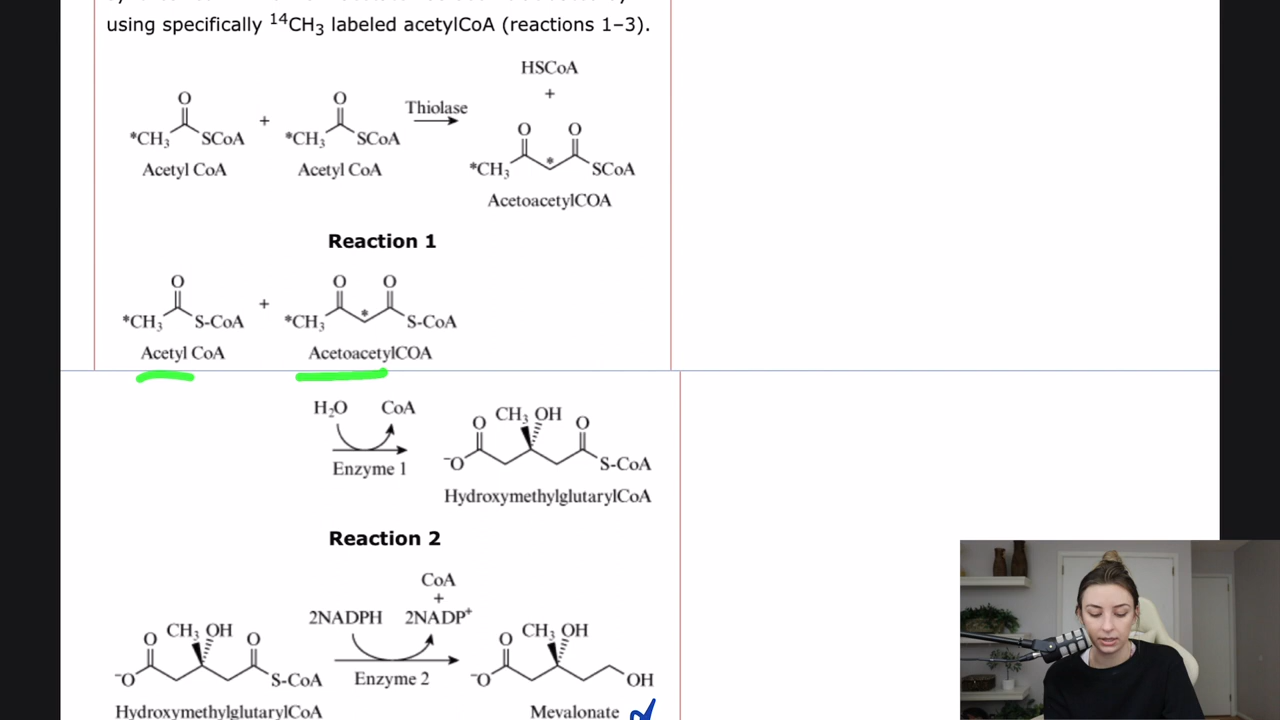 using specifically ¹⁴CH₃ labeled acetylCoA (reactions 1–3).
HSCoA
+
O
O
Thiolase
O
O
*CH₃
SCoA
+
*CH₃
SCoA
*CH₃
*
SCoA
Acetyl CoA
Acetyl CoA
AcetoacetylCOA
Reaction 1
O
O
O
*CH₃
S-CoA
+
*CH₃
*
S-CoA
Acetyl CoA
AcetoacetylCOA
H₂O
CoA
O
CH₃ OH
O
Enzyme 1
⁻O
S-CoA
HydroxymethylglutarylCoA
Reaction 2
CoA
+
2NADPH
2NADP⁺
O
CH₃ OH
O
O
CH₃ OH
⁻O
S-CoA
Enzyme 2
⁻O
OH
HydroxymethylglutarylCoA
Mevalonate